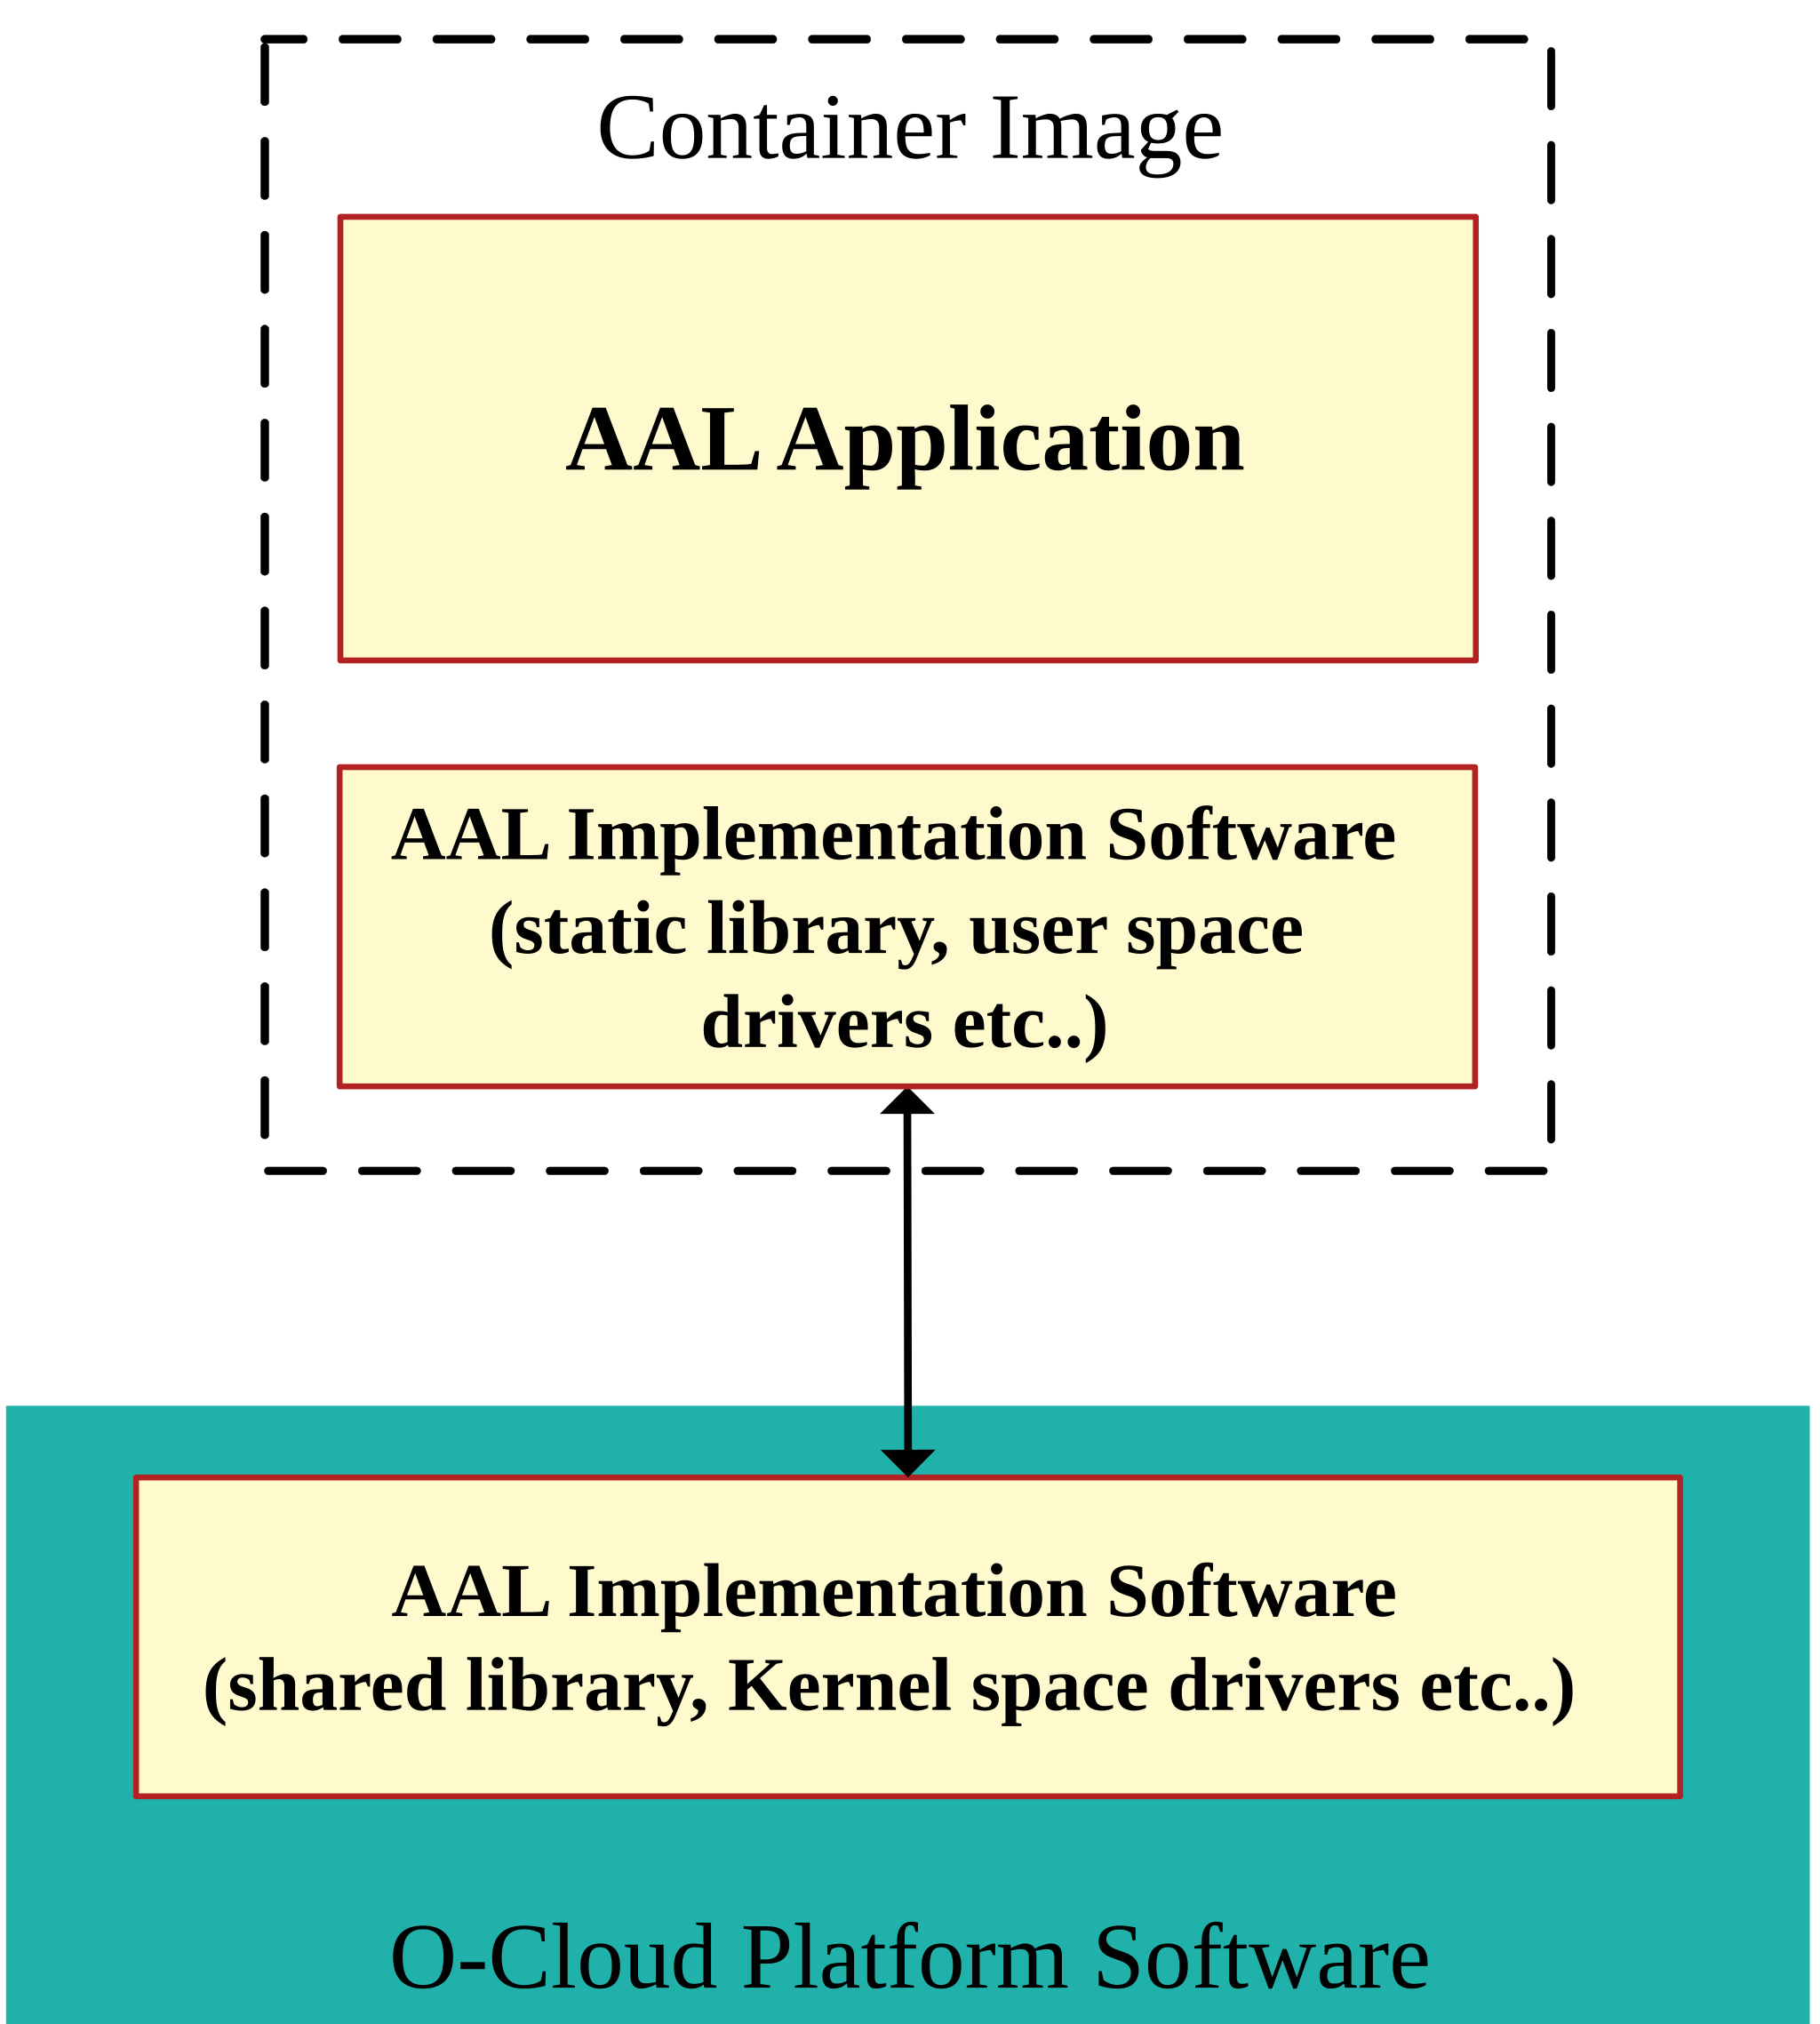 Container Image
AAL Application
AAL Implementation Software
(static library, user space
drivers etc..)
AAL Implementation Software
(shared library, Kernel space drivers etc..)
O-Cloud Platform Software